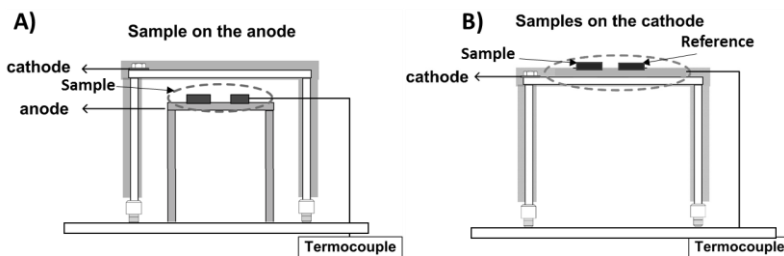 A)
Sample on the anode
cathode
Sample
anode
Termocouple
B)
Samples on the cathode
Sample
Reference
cathode
Termocouple